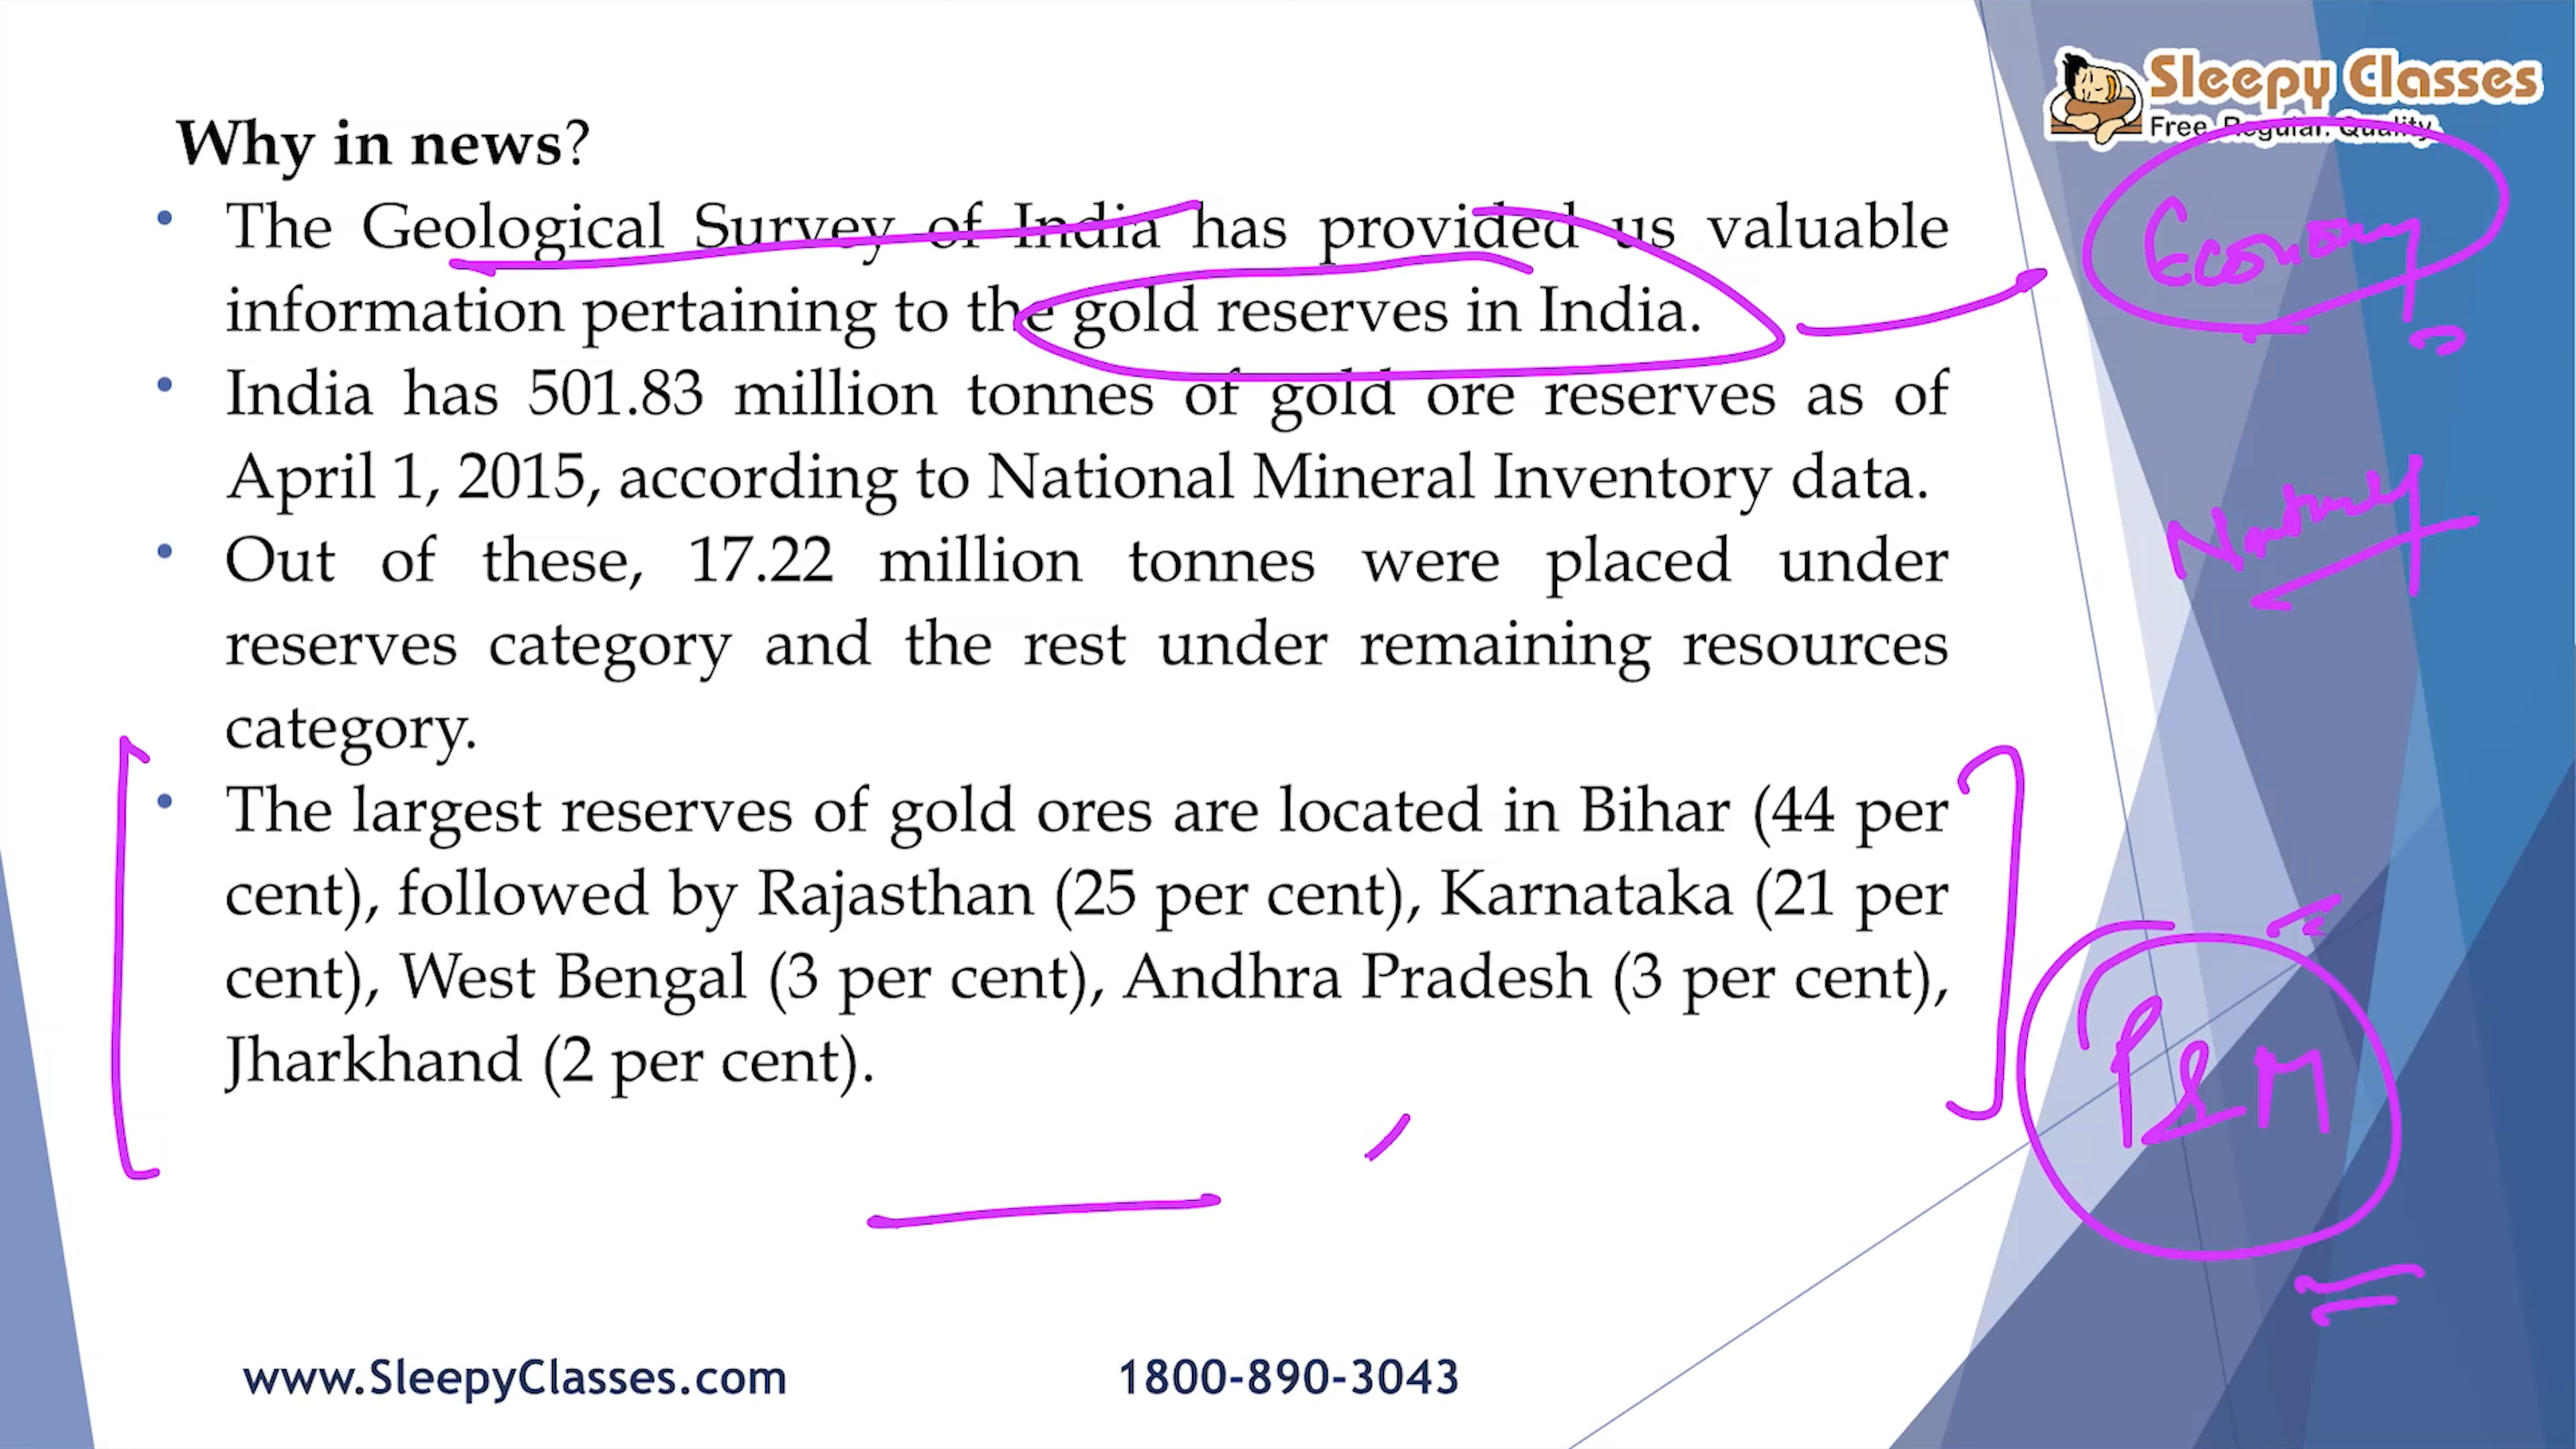 Sleepy Classes
Free. Regular. Quality.
Why in news?
• The Geological Survey of India has provided us valuable
information pertaining to the gold reserves in India.
• India has 501.83 million tonnes of gold ore reserves as of
April 1, 2015, according to National Mineral Inventory data.
• Out of these, 17.22 million tonnes were placed under
reserves category and the rest under remaining resources
category.
• The largest reserves of gold ores are located in Bihar (44 per
cent), followed by Rajasthan (25 per cent), Karnataka (21 per
cent), West Bengal (3 per cent), Andhra Pradesh (3 per cent),
Jharkhand (2 per cent).
Economy
P&M
www.SleepyClasses.com 1800-890-3043